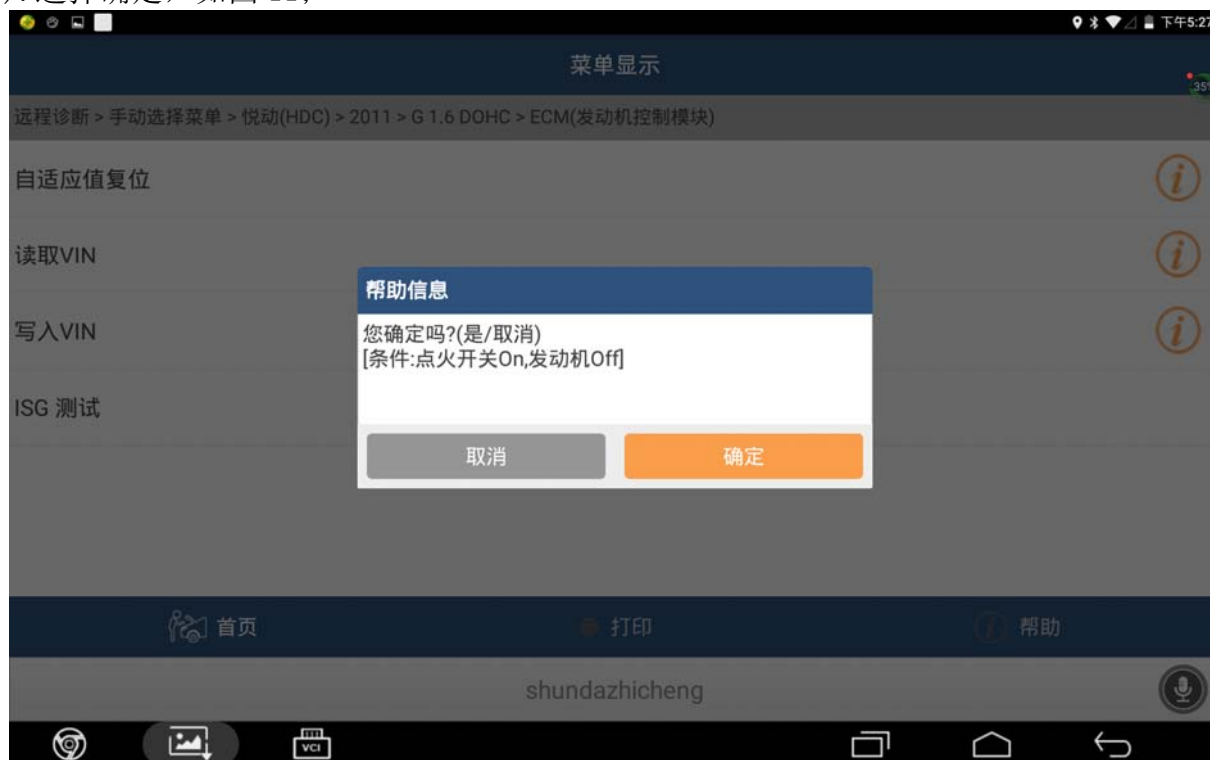 选择确定，如图 11；
下午5:27
菜单显示
35
远程诊断 > 手动选择菜单 > 悦动(HDC) > 2011 > G 1.6 DOHC > ECM(发动机控制模块)
自适应值复位
i
读取VIN
i
写入VIN
i
ISG 测试
帮助信息
您确定吗?(是/取消)
[条件:点火开关On,发动机Off]
取消
确定
首页
打印
帮助
shundazhicheng
VCI